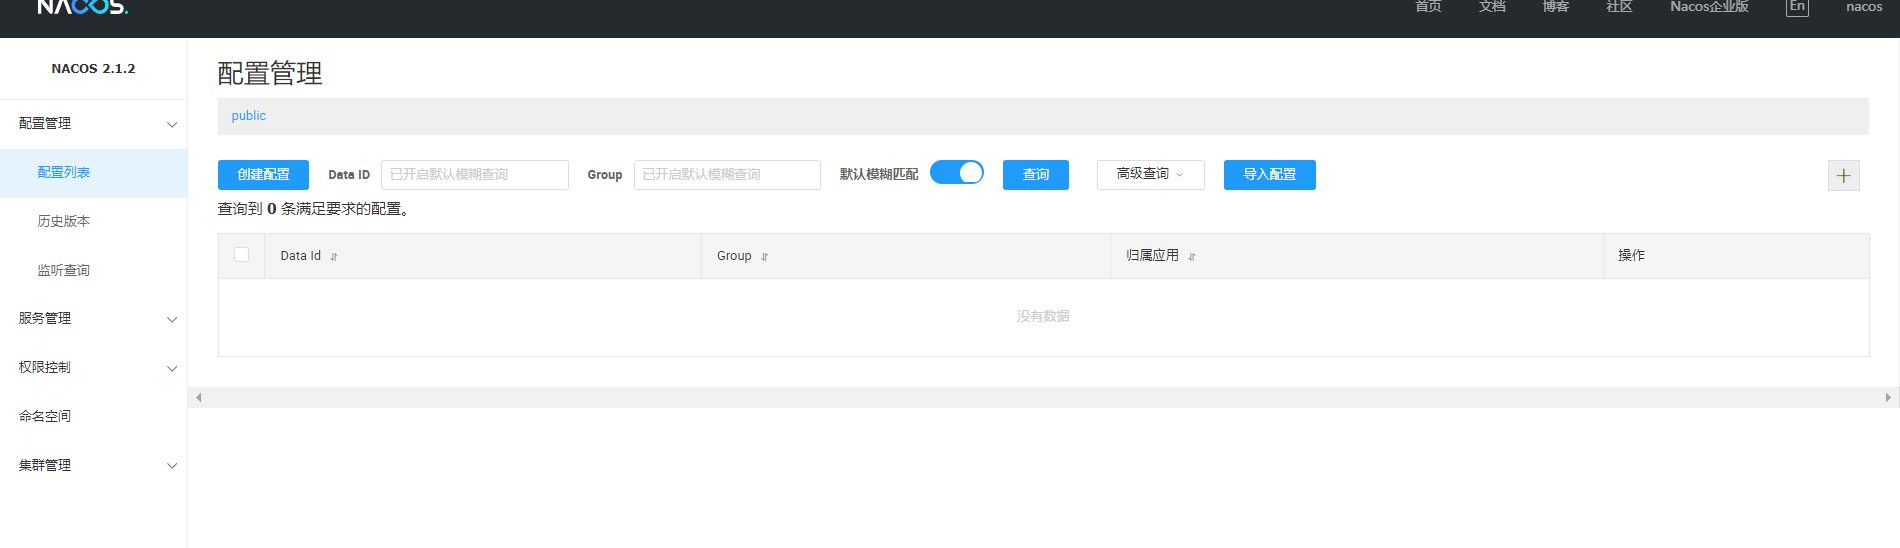 NACOS.
首页 文档 博客 社区 Nacos企业版 En nacos
NACOS 2.1.2
配置管理
配置列表
历史版本
监听查询
服务管理
权限控制
命名空间
集群管理
配置管理
public
创建配置 Data ID 已开启默认模糊查询 Group 已开启默认模糊查询 默认模糊匹配 查询 高级查询 导入配置
查询到 0 条满足要求的配置。
Data Id Group 归属应用 操作
没有数据